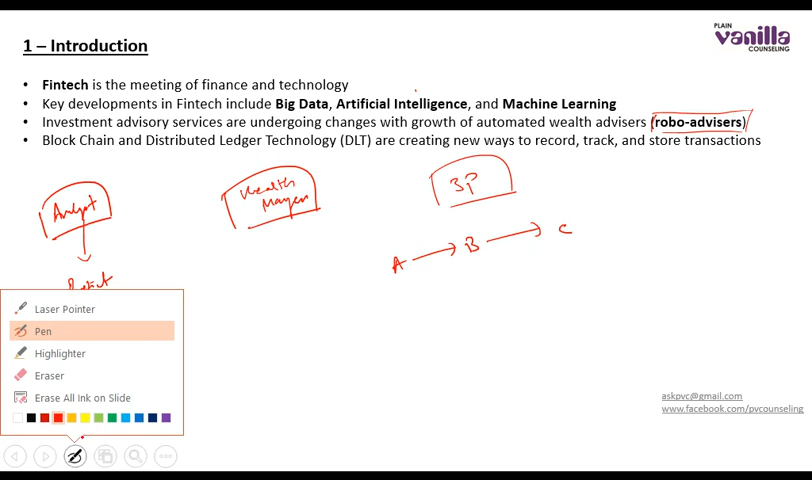 PLAIN
vanilla
COUNSELING
1 – Introduction
• Fintech is the meeting of finance and technology
• Key developments in Fintech include Big Data, Artificial Intelligence, and Machine Learning
• Investment advisory services are undergoing changes with growth of automated wealth advisers (robo-advisers)
• Block Chain and Distributed Ledger Technology (DLT) are creating new ways to record, track, and store transactions
Analyst
Wealth
3P
A B C
Laser Pointer
Pen
Highlighter
Eraser
Erase All Ink on Slide
askpvc@gmail.com
www.facebook.com/pvcounseling